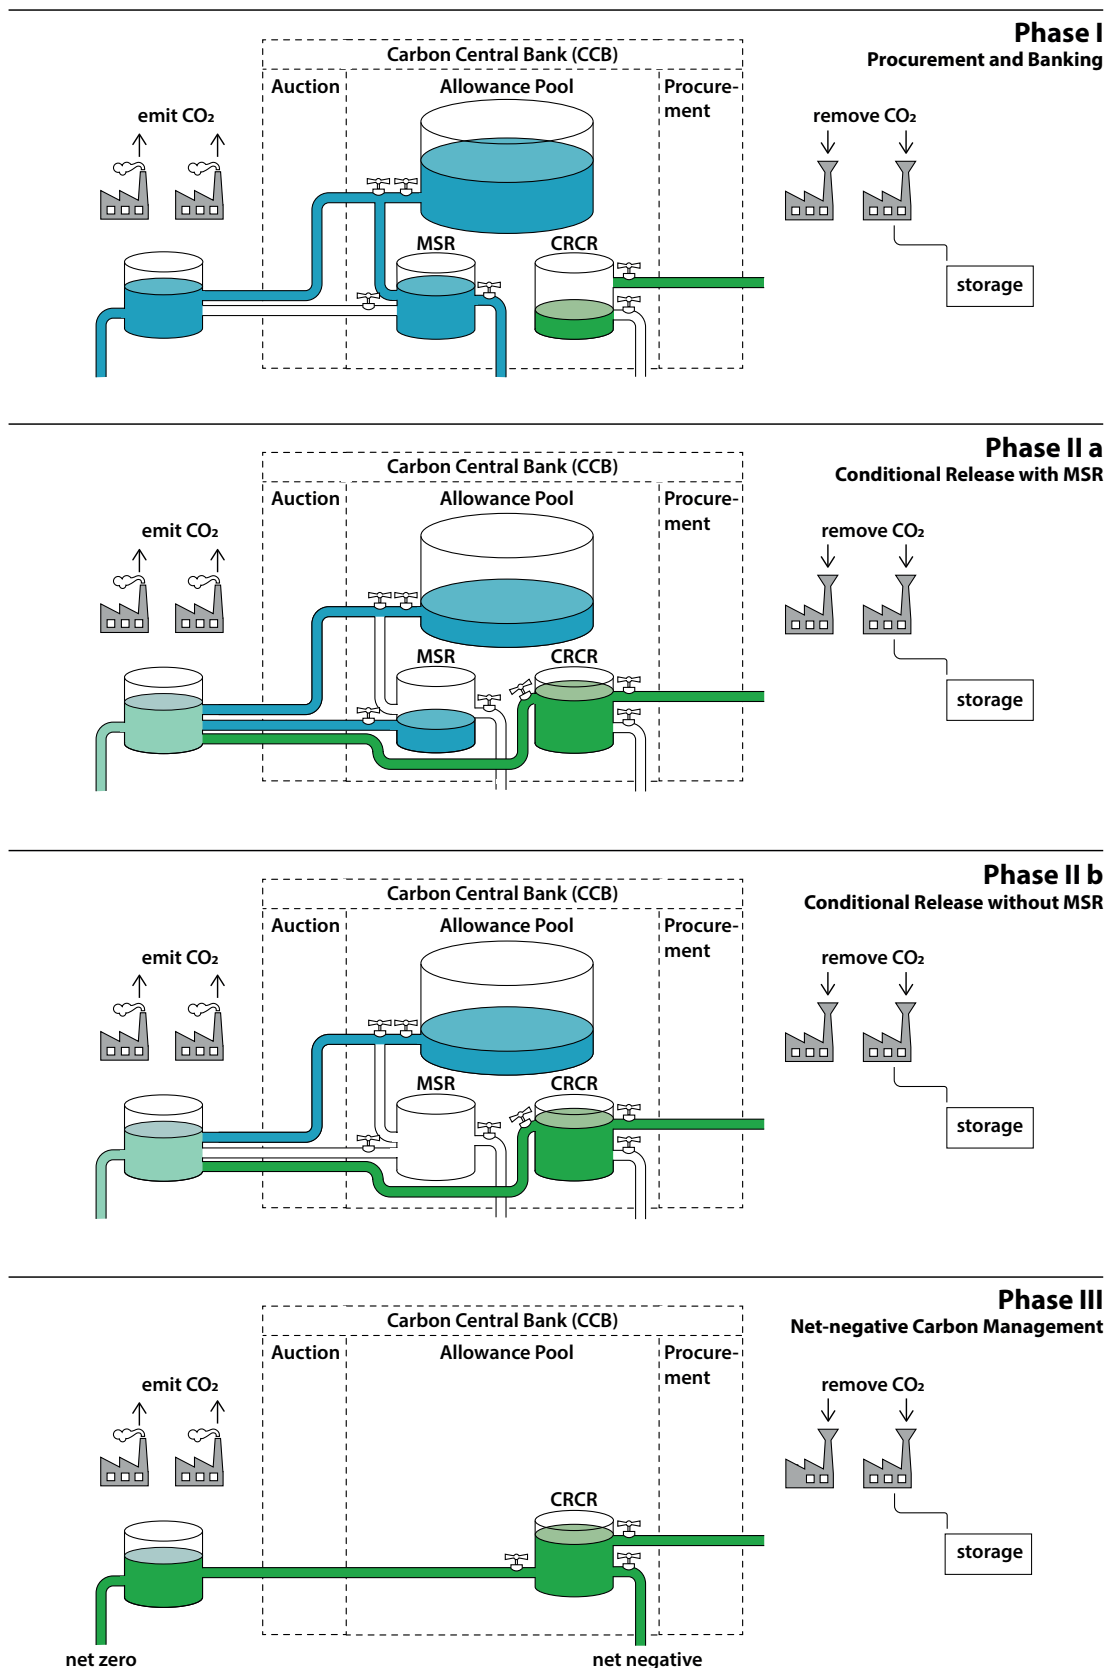 Phase I
Procurement and Banking
Carbon Central Bank (CCB)
Auction
Allowance Pool
Procure-
ment
emit CO₂
remove CO₂
MSR
CRCR
storage
Phase II a
Conditional Release with MSR
Carbon Central Bank (CCB)
Auction
Allowance Pool
Procure-
ment
emit CO₂
remove CO₂
MSR
CRCR
storage
Phase II b
Conditional Release without MSR
Carbon Central Bank (CCB)
Auction
Allowance Pool
Procure-
ment
emit CO₂
remove CO₂
MSR
CRCR
storage
Phase III
Net-negative Carbon Management
Carbon Central Bank (CCB)
Auction
Allowance Pool
Procure-
ment
emit CO₂
remove CO₂
CRCR
storage
net zero
net negative